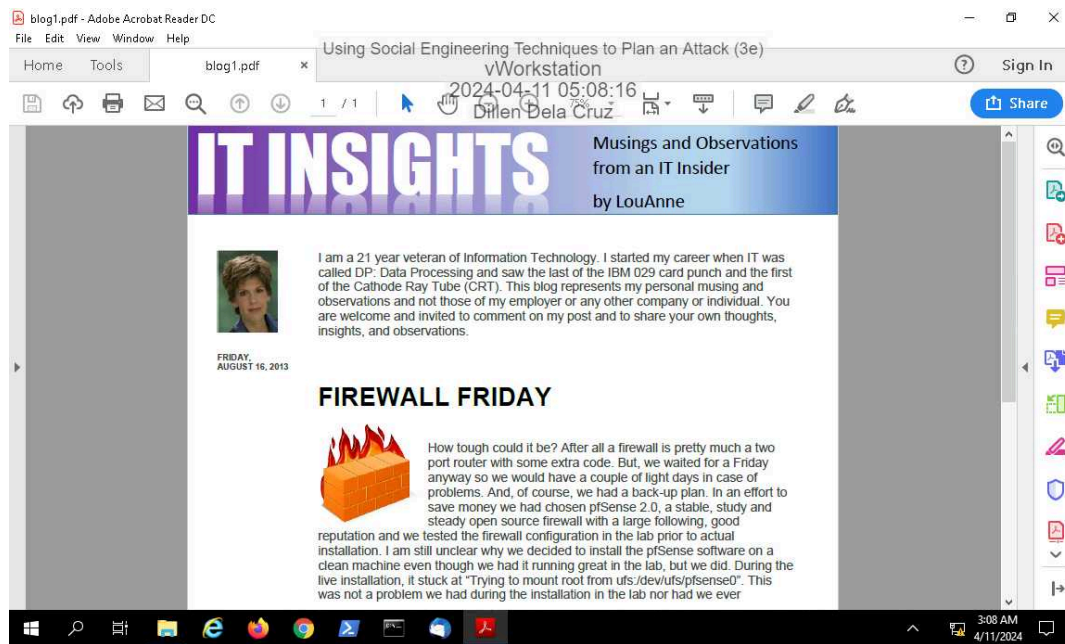 blog1.pdf - Adobe Acrobat Reader DC
File Edit View Window Help
Using Social Engineering Techniques to Plan an Attack (3e)
Home Tools blog1.pdf × vWorkstation Sign In
2024-04-11 05:08:16
1 / 1 75% Share
Dillen Dela Cruz
IT INSIGHTS
Musings and Observations
from an IT Insider
by LouAnne
I am a 21 year veteran of Information Technology. I started my career when IT was
called DP: Data Processing and saw the last of the IBM 029 card punch and the first
of the Cathode Ray Tube (CRT). This blog represents my personal musing and
observations and not those of my employer or any other company or individual. You
are welcome and invited to comment on my post and to share your own thoughts,
insights, and observations.
FRIDAY,
AUGUST 16, 2013
FIREWALL FRIDAY
How tough could it be? After all a firewall is pretty much a two
port router with some extra code. But, we waited for a Friday
anyway so we would have a couple of light days in case of
problems. And, of course, we had a back-up plan. In an effort to
save money we had chosen pfSense 2.0, a stable, study and
steady open source firewall with a large following, good
reputation and we tested the firewall configuration in the lab prior to actual
installation. I am still unclear why we decided to install the pfSense software on a
clean machine even though we had it running great in the lab, but we did. During the
live installation, it stuck at "Trying to mount root from ufs:/dev/ufs/pfsense0". This
was not a problem we had during the installation in the lab nor had we ever
3:08 AM
4/11/2024